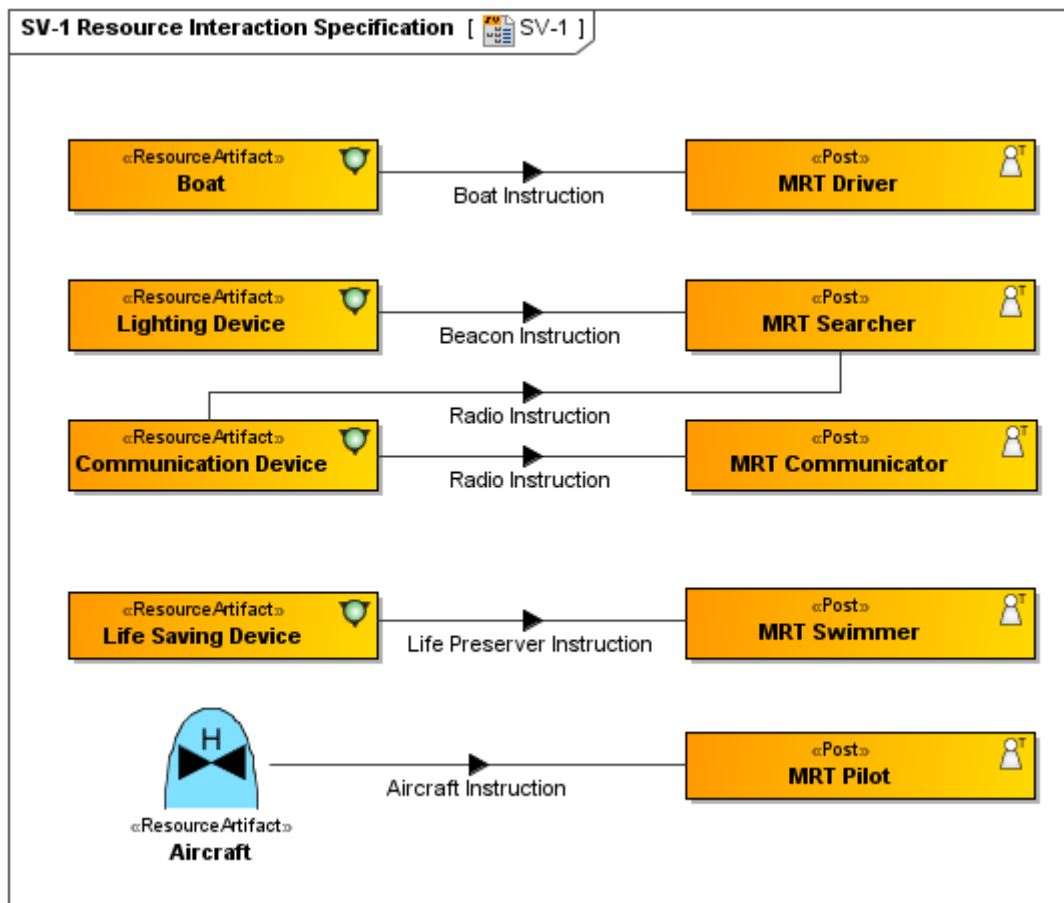 SV-1 Resource Interaction Specification [ SV-1 ]
«ResourceArtifact»
Boat
Boat Instruction
«Post»
MRT Driver
«ResourceArtifact»
Lighting Device
Beacon Instruction
«Post»
MRT Searcher
Radio Instruction
«ResourceArtifact»
Communication Device
Radio Instruction
«Post»
MRT Communicator
«ResourceArtifact»
Life Saving Device
Life Preserver Instruction
«Post»
MRT Swimmer
H
«ResourceArtifact»
Aircraft
Aircraft Instruction
«Post»
MRT Pilot